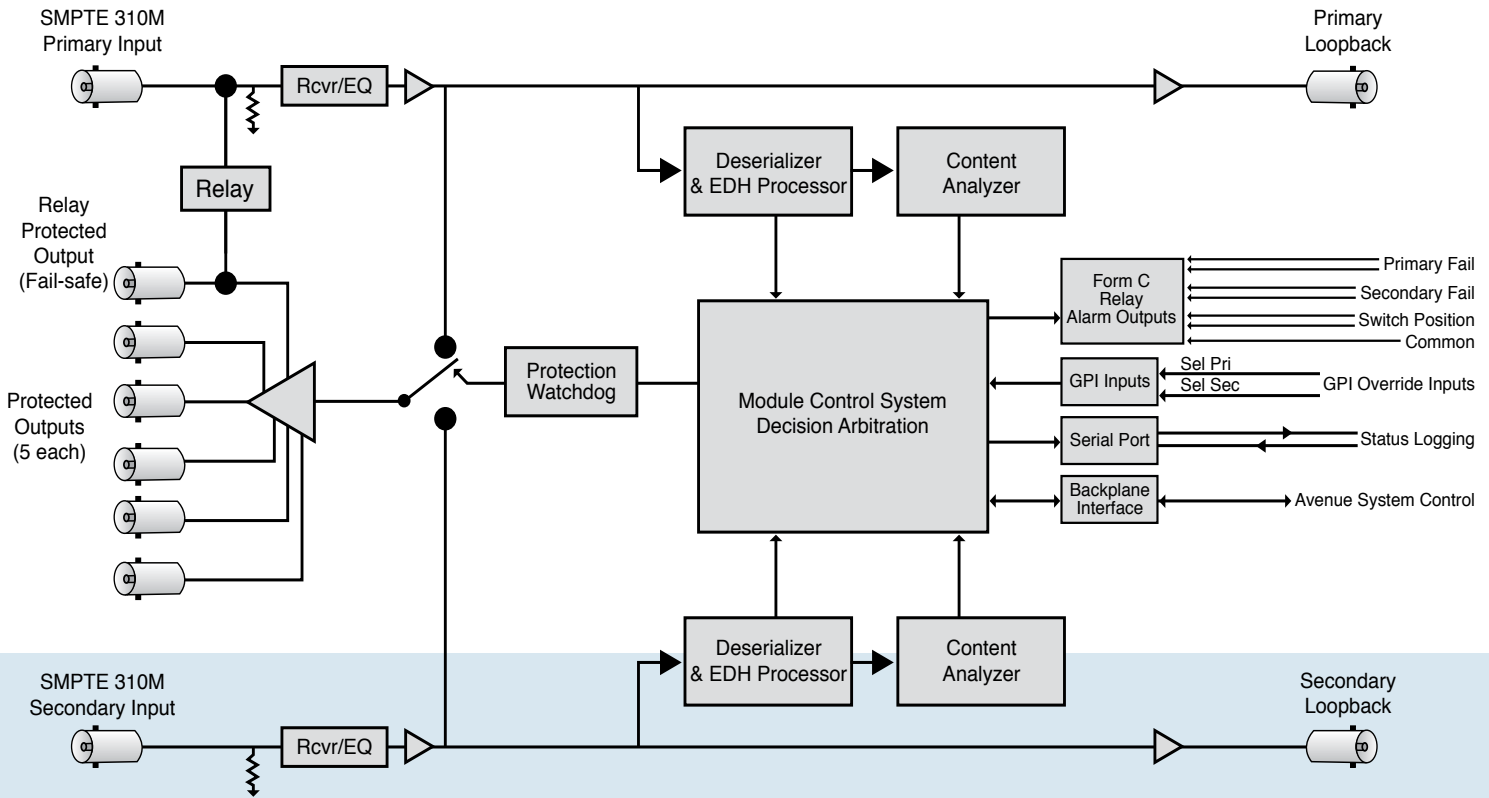 SMPTE 310M
Primary Input
Primary
Loopback
Rcvr/EQ
Deserializer
& EDH Processor
Content
Analyzer
Relay
Relay
Protected
Output
(Fail-safe)
Form C
Relay
Alarm Outputs
Primary Fail
Secondary Fail
Switch Position
Common
Protection
Watchdog
Module Control System
Decision Arbitration
GPI Inputs
Sel Pri
Sel Sec
GPI Override Inputs
Protected
Outputs
(5 each)
Serial Port
Status Logging
Backplane
Interface
Avenue System Control
Deserializer
& EDH Processor
Content
Analyzer
SMPTE 310M
Secondary Input
Rcvr/EQ
Secondary
Loopback